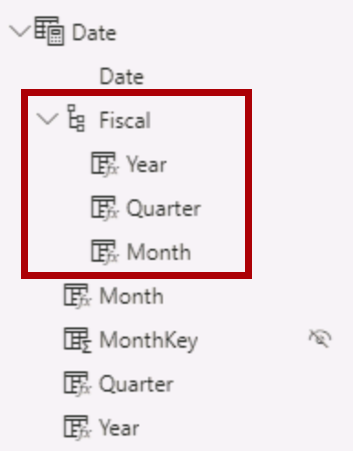 Date
Date
Fiscal
Year
Quarter
Month
Month
MonthKey
Quarter
Year